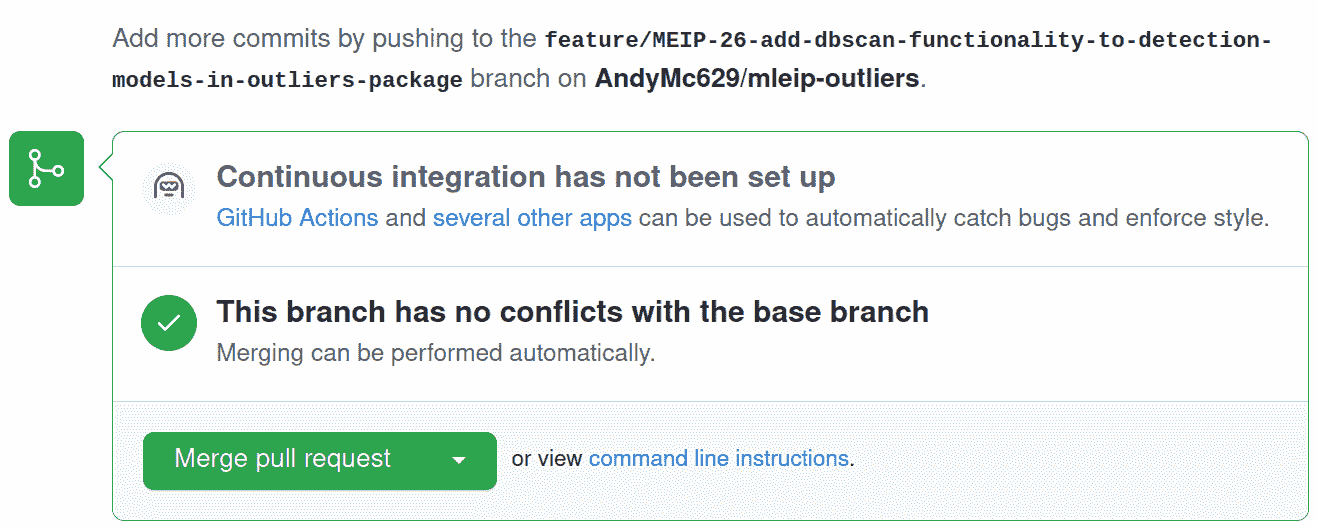 Add more commits by pushing to the feature/MEIP-26-add-dbscan-functionality-to-detection-
models-in-outliers-package branch on AndyMc629/mleip-outliers.
Continuous integration has not been set up
GitHub Actions and several other apps can be used to automatically catch bugs and enforce style.
This branch has no conflicts with the base branch
Merging can be performed automatically.
Merge pull request or view command line instructions.